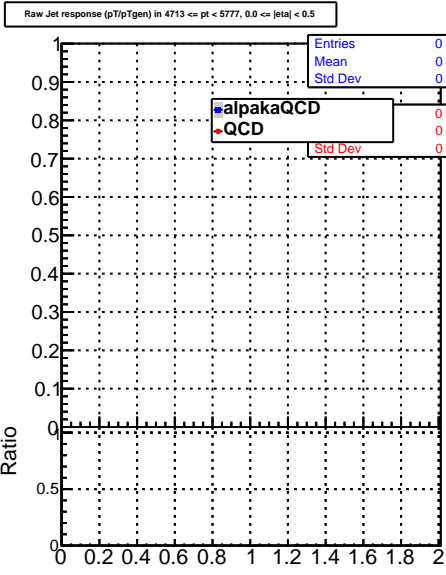 Raw Jet response (pT/pTgen) in 4713 <= pt < 5777, 0.0 <= |eta| < 0.5
Entries 0
Mean 0
Std Dev 0
0
0
Std Dev 0
alpakaQCD
QCD
1
0.9
0.8
0.7
0.6
0.5
0.4
0.3
0.2
0.1
0
Ratio
1
0.5
0
0 0.2 0.4 0.6 0.8 1 1.2 1.4 1.6 1.8 2